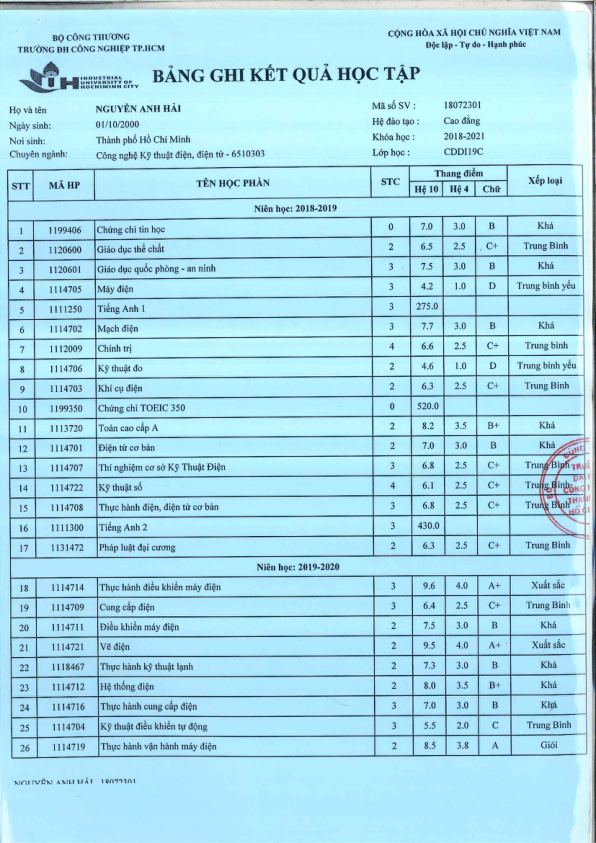 BỘ CÔNG THƯƠNG
TRƯỜNG ĐH CÔNG NGHIỆP TP.HCM
CỘNG HÒA XÃ HỘI CHỦ NGHĨA VIỆT NAM
Độc lập - Tự do - Hạnh phúc
INDUSTRIAL
UNIVERSITY OF
HOCHIMINH CITY
BẢNG GHI KẾT QUẢ HỌC TẬP
Họ và tên NGUYỄN ANH HẢI Mã số SV : 18072301
Ngày sinh: 01/10/2000 Hệ đào tạo : Cao đẳng
Nơi sinh: Thành phố Hồ Chí Minh Khóa học : 2018-2021
Chuyên ngành: Công nghệ Kỹ thuật điện, điện tử - 6510303 Lớp học : CDDI19C
STT MÃ HP TÊN HỌC PHẦN STC Thang điểm Xếp loại
Hệ 10 Hệ 4 Chữ
Niên học: 2018-2019
1 1199406 Chứng chỉ tin học 0 7.0 3.0 B Khá
2 1120600 Giáo dục thể chất 2 6.5 2.5 C+ Trung Bình
3 1120601 Giáo dục quốc phòng - an ninh 3 7.5 3.0 B Khá
4 1114705 Máy điện 3 4.2 1.0 D Trung bình yếu
5 1111250 Tiếng Anh 1 3 275.0
6 1114702 Mạch điện 3 7.7 3.0 B Khá
7 1112009 Chính trị 4 6.6 2.5 C+ Trung bình
8 1114706 Kỹ thuật đo 2 4.6 1.0 D Trung bình yếu
9 1114703 Khí cụ điện 2 6.3 2.5 C+ Trung Bình
10 1199350 Chứng chỉ TOEIC 350 0 520.0
11 1113720 Toán cao cấp A 2 8.2 3.5 B+ Khá
12 1114701 Điện tử cơ bản 2 7.0 3.0 B Khá
13 1114707 Thí nghiệm cơ sở Kỹ Thuật Điện 3 6.8 2.5 C+ Trung Bình
14 1114722 Kỹ thuật số 4 6.1 2.5 C+ Trung Bình
15 1114708 Thực hành điện, điện tử cơ bản 3 6.8 2.5 C+ Trung Bình
16 1111300 Tiếng Anh 2 3 430.0
17 1131472 Pháp luật đại cương 2 6.3 2.5 C+ Trung Bình
Niên học: 2019-2020
18 1114714 Thực hành điều khiển máy điện 3 9.6 4.0 A+ Xuất sắc
19 1114709 Cung cấp điện 3 6.4 2.5 C+ Trung Bình
20 1114711 Điều khiển máy điện 2 7.5 3.0 B Khá
21 1114721 Vẽ điện 2 9.5 4.0 A+ Xuất sắc
22 1118467 Thực hành kỹ thuật lạnh 2 7.3 3.0 B Khá
23 1114712 Hệ thống điện 2 8.0 3.5 B+ Khá
24 1114716 Thực hành cung cấp điện 3 7.0 3.0 B Khá
25 1114704 Kỹ thuật điều khiển tự động 3 5.5 2.0 C Trung Bình
26 1114719 Thực hành vận hành máy điện 2 8.5 3.8 A Giỏi
NGUYỄN ANH HẢI 18072301